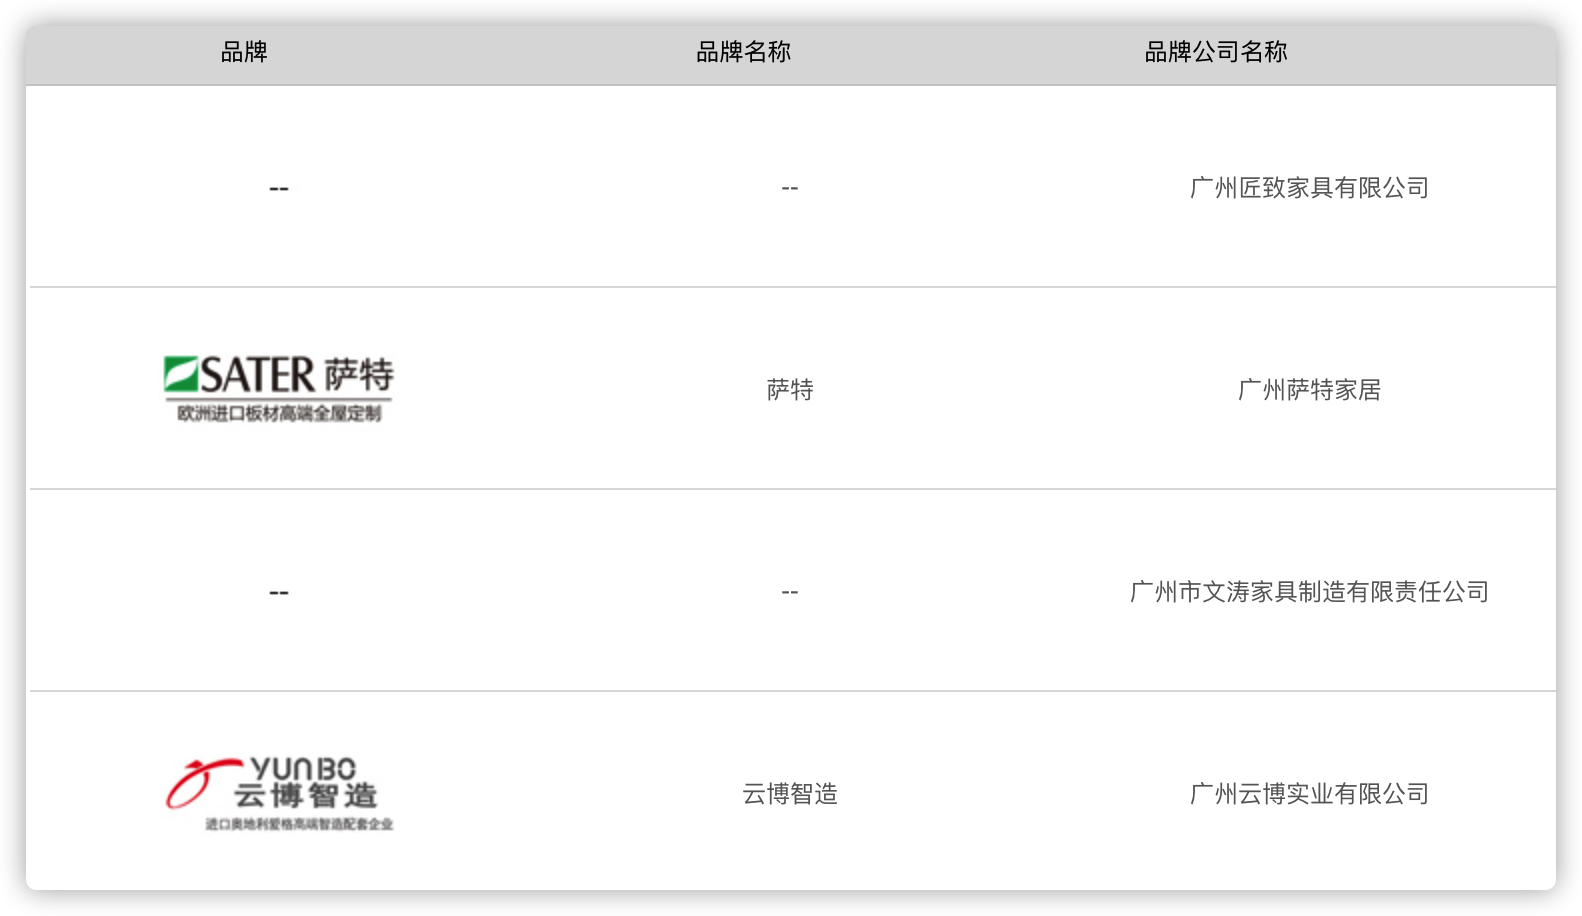 品牌 品牌名称 品牌公司名称
-- -- 广州匠致家具有限公司
SATER 萨特
欧洲进口板材高端全屋定制
萨特 广州萨特家居
-- -- 广州市文涛家具制造有限责任公司
YUNBO
云博智造
进口奥地利爱格高端智造配套企业
云博智造 广州云博实业有限公司